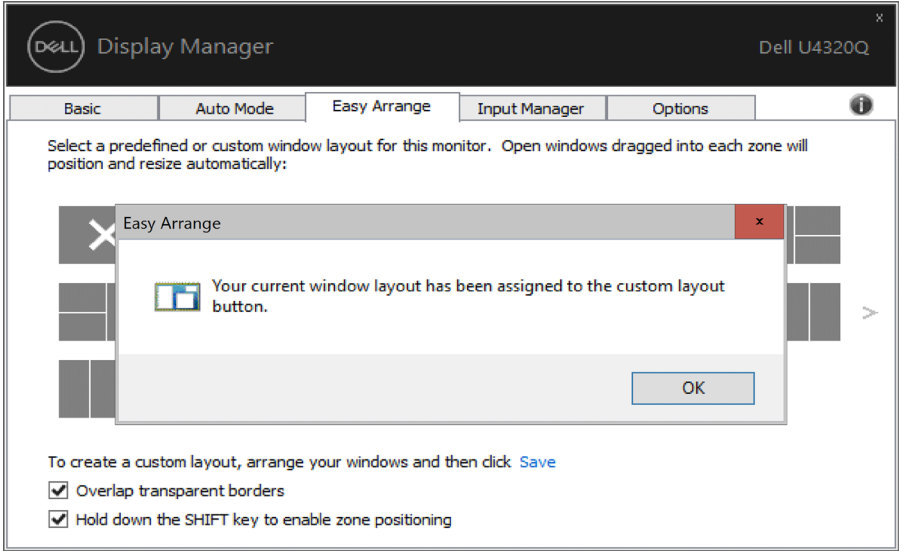 x
DELL Display Manager
Dell U4320Q
Basic Auto Mode Easy Arrange Input Manager Options i
Select a predefined or custom window layout for this monitor. Open windows dragged into each zone will
position and resize automatically:
Easy Arrange x
Your current window layout has been assigned to the custom layout
button.
>
OK
To create a custom layout, arrange your windows and then click Save
Overlap transparent borders
Hold down the SHIFT key to enable zone positioning